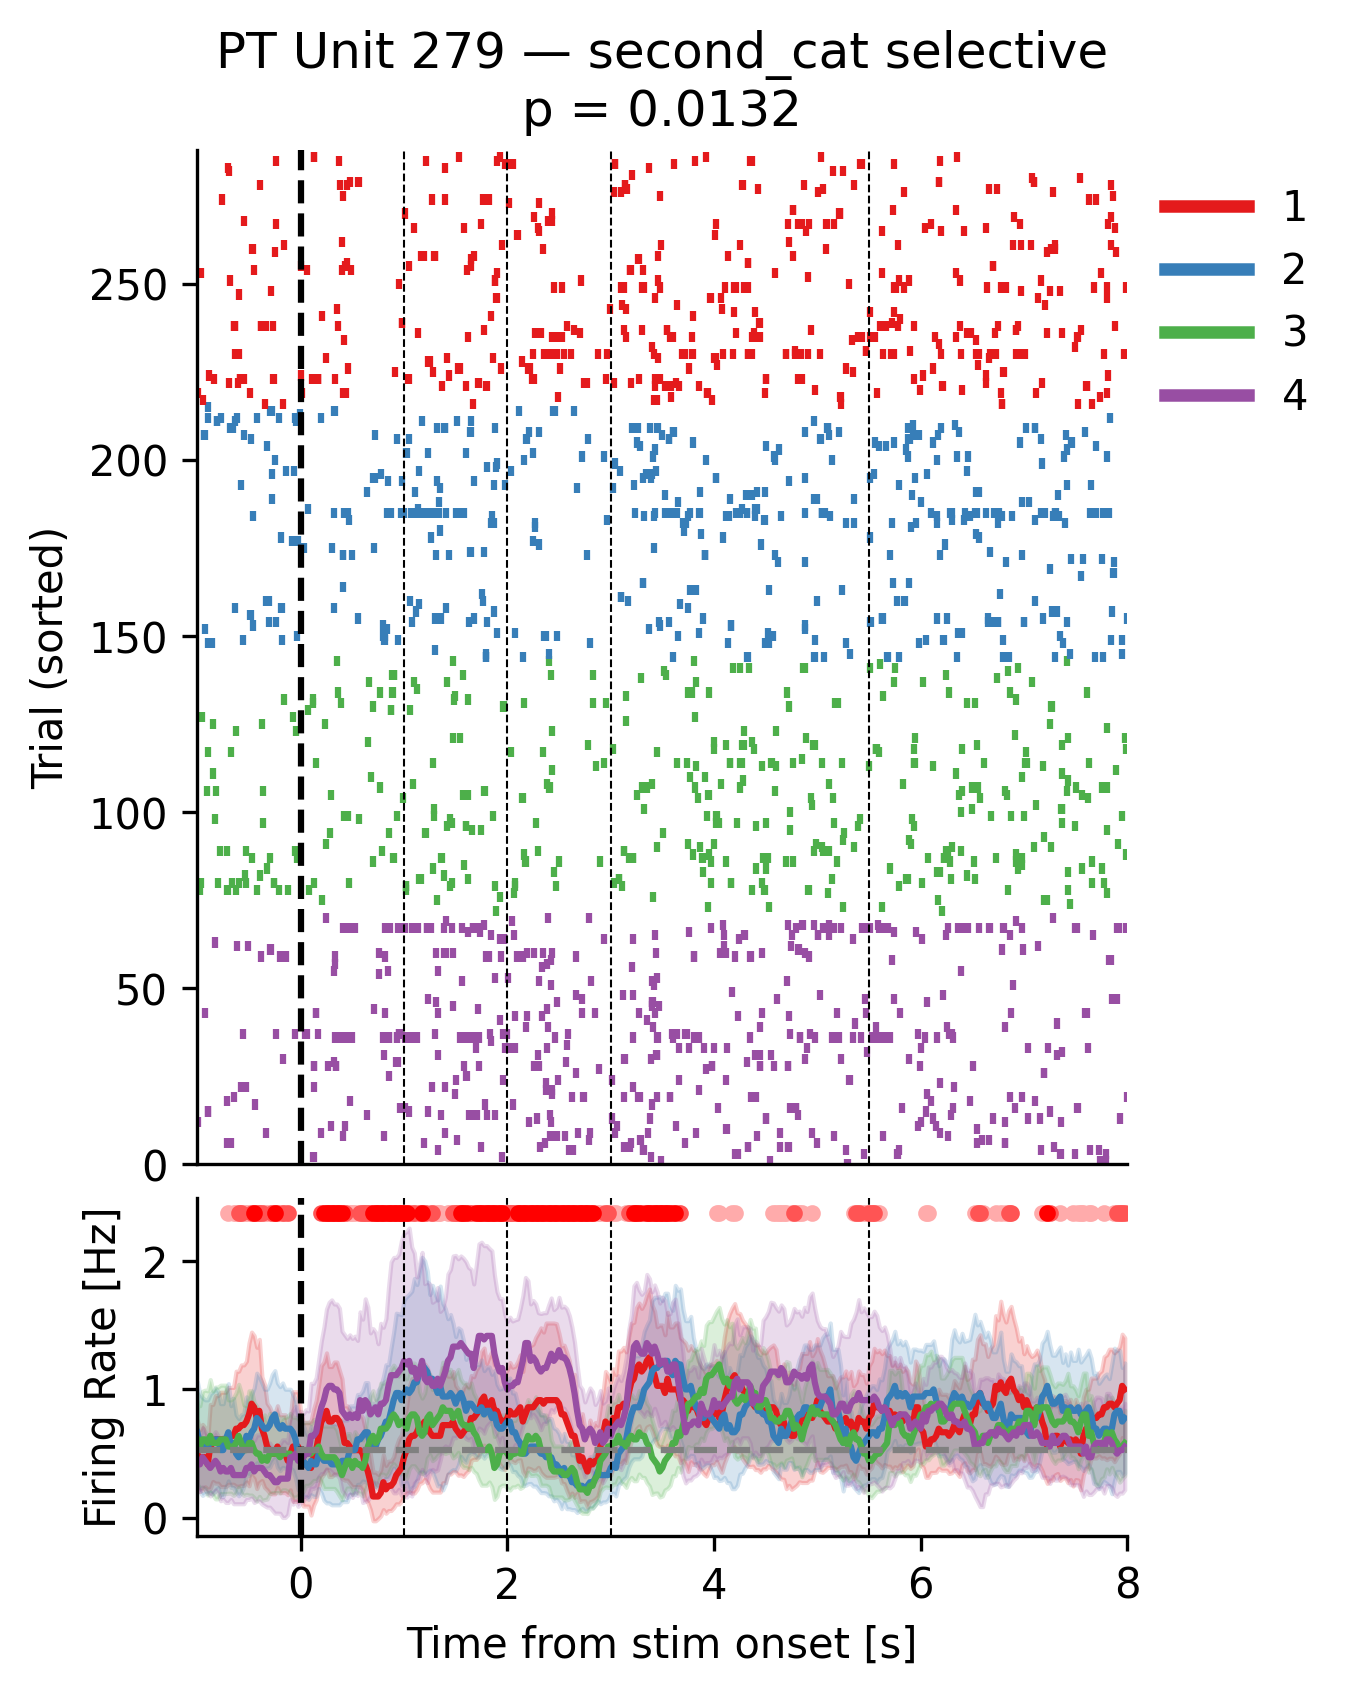 PT Unit 279 — second_cat selective
p = 0.0132
1
2
3
4
Trial (sorted)
250
200
150
100
50
0
Firing Rate [Hz]
2
1
0
0 2 4 6 8
Time from stim onset [s]